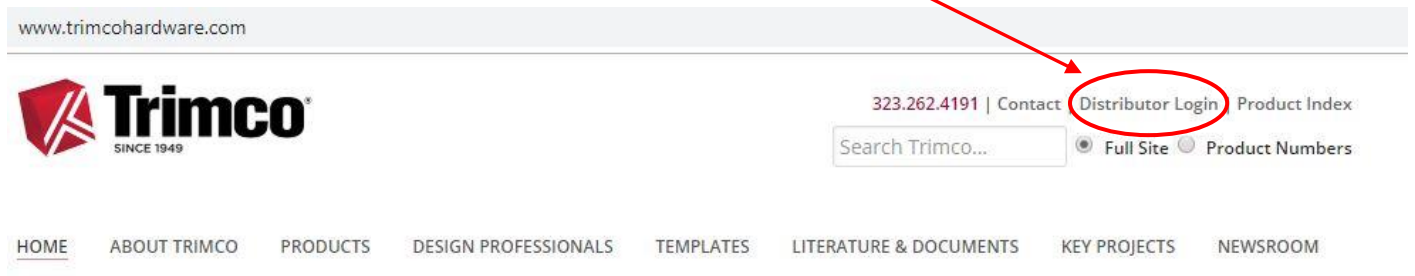 www.trimcohardware.com
Trimco®
SINCE 1949
323.262.4191 | Contact | Distributor Login | Product Index
Search Trimco... Full Site Product Numbers
HOME ABOUT TRIMCO PRODUCTS DESIGN PROFESSIONALS TEMPLATES LITERATURE & DOCUMENTS KEY PROJECTS NEWSROOM